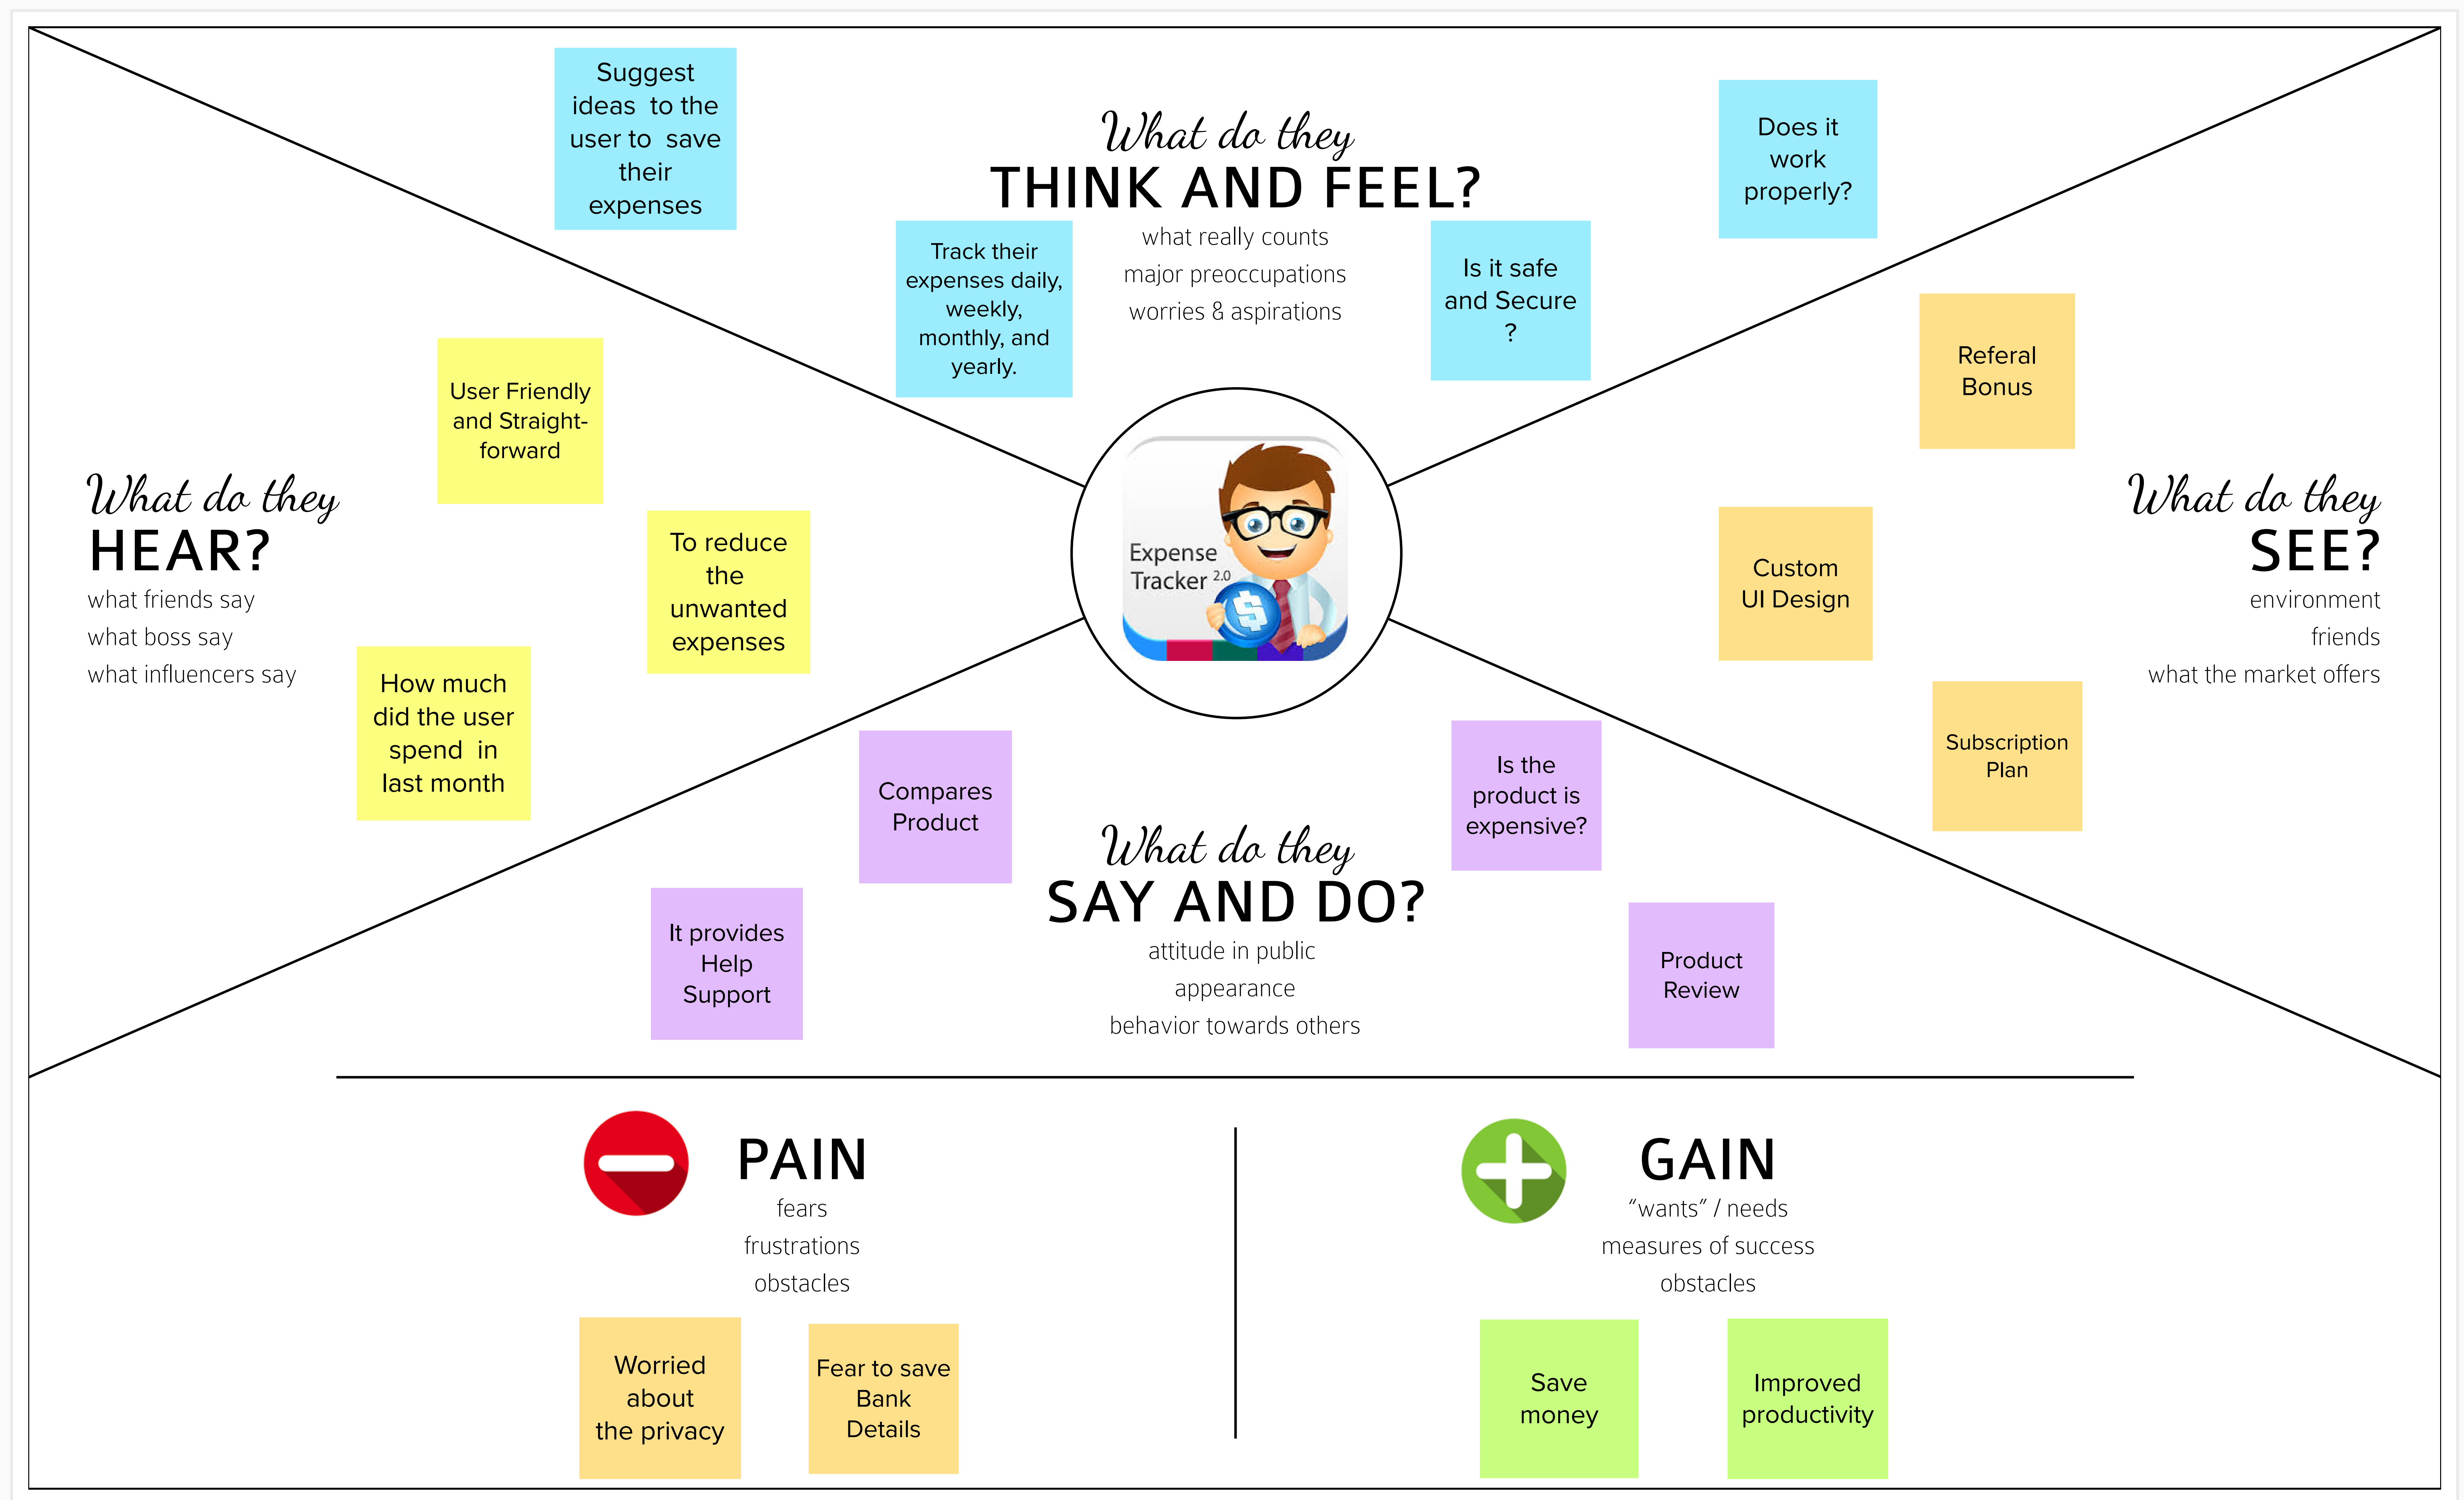 Suggest
ideas to the
user to save
their
expenses
What do they
THINK AND FEEL?
what really counts
major preoccupations
worries & aspirations
Track their
expenses daily,
weekly,
monthly, and
yearly.
Is it safe
and Secure
?
Does it
work
properly?
What do they
HEAR?
what friends say
what boss say
what influencers say
User Friendly
and Straight-
forward
To reduce
the
unwanted
expenses
How much
did the user
spend in
last month
Expense
Tracker 2.0
What do they
SEE?
environment
friends
what the market offers
Referal
Bonus
Custom
UI Design
Subscription
Plan
What do they
SAY AND DO?
attitude in public
appearance
behavior towards others
Compares
Product
It provides
Help
Support
Is the
product is
expensive?
Product
Review
PAIN
fears
frustrations
obstacles
Worried
about
the privacy
Fear to save
Bank
Details
GAIN
“wants” / needs
measures of success
obstacles
Save
money
Improved
productivity